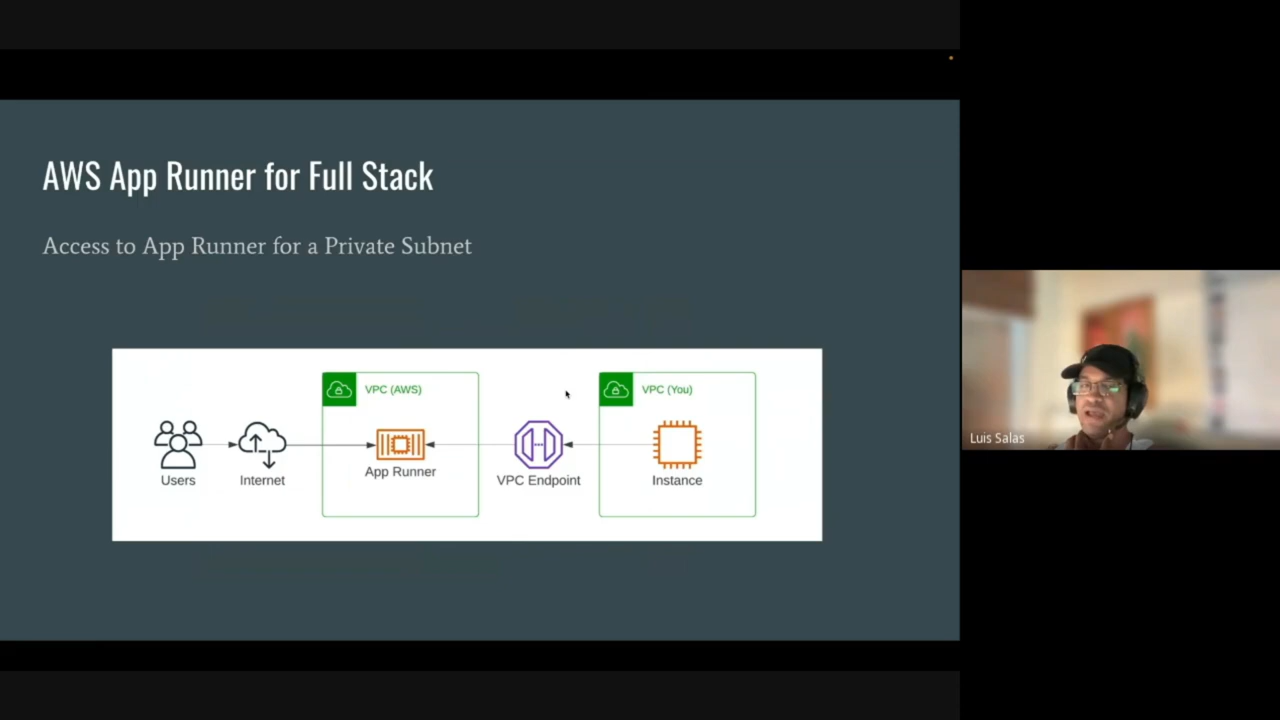 AWS App Runner for Full Stack
Access to App Runner for a Private Subnet
VPC (AWS)
VPC (You)
Users
Internet
App Runner
VPC Endpoint
Instance
Luis Salas